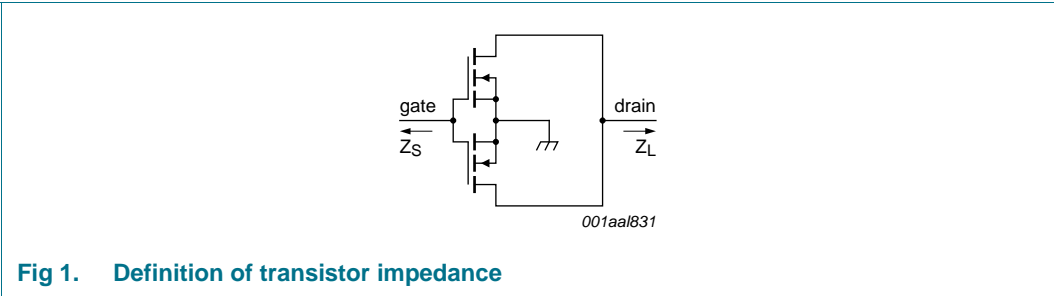 gate
drain
ZS
ZL
001aal831
Fig 1. Definition of transistor impedance